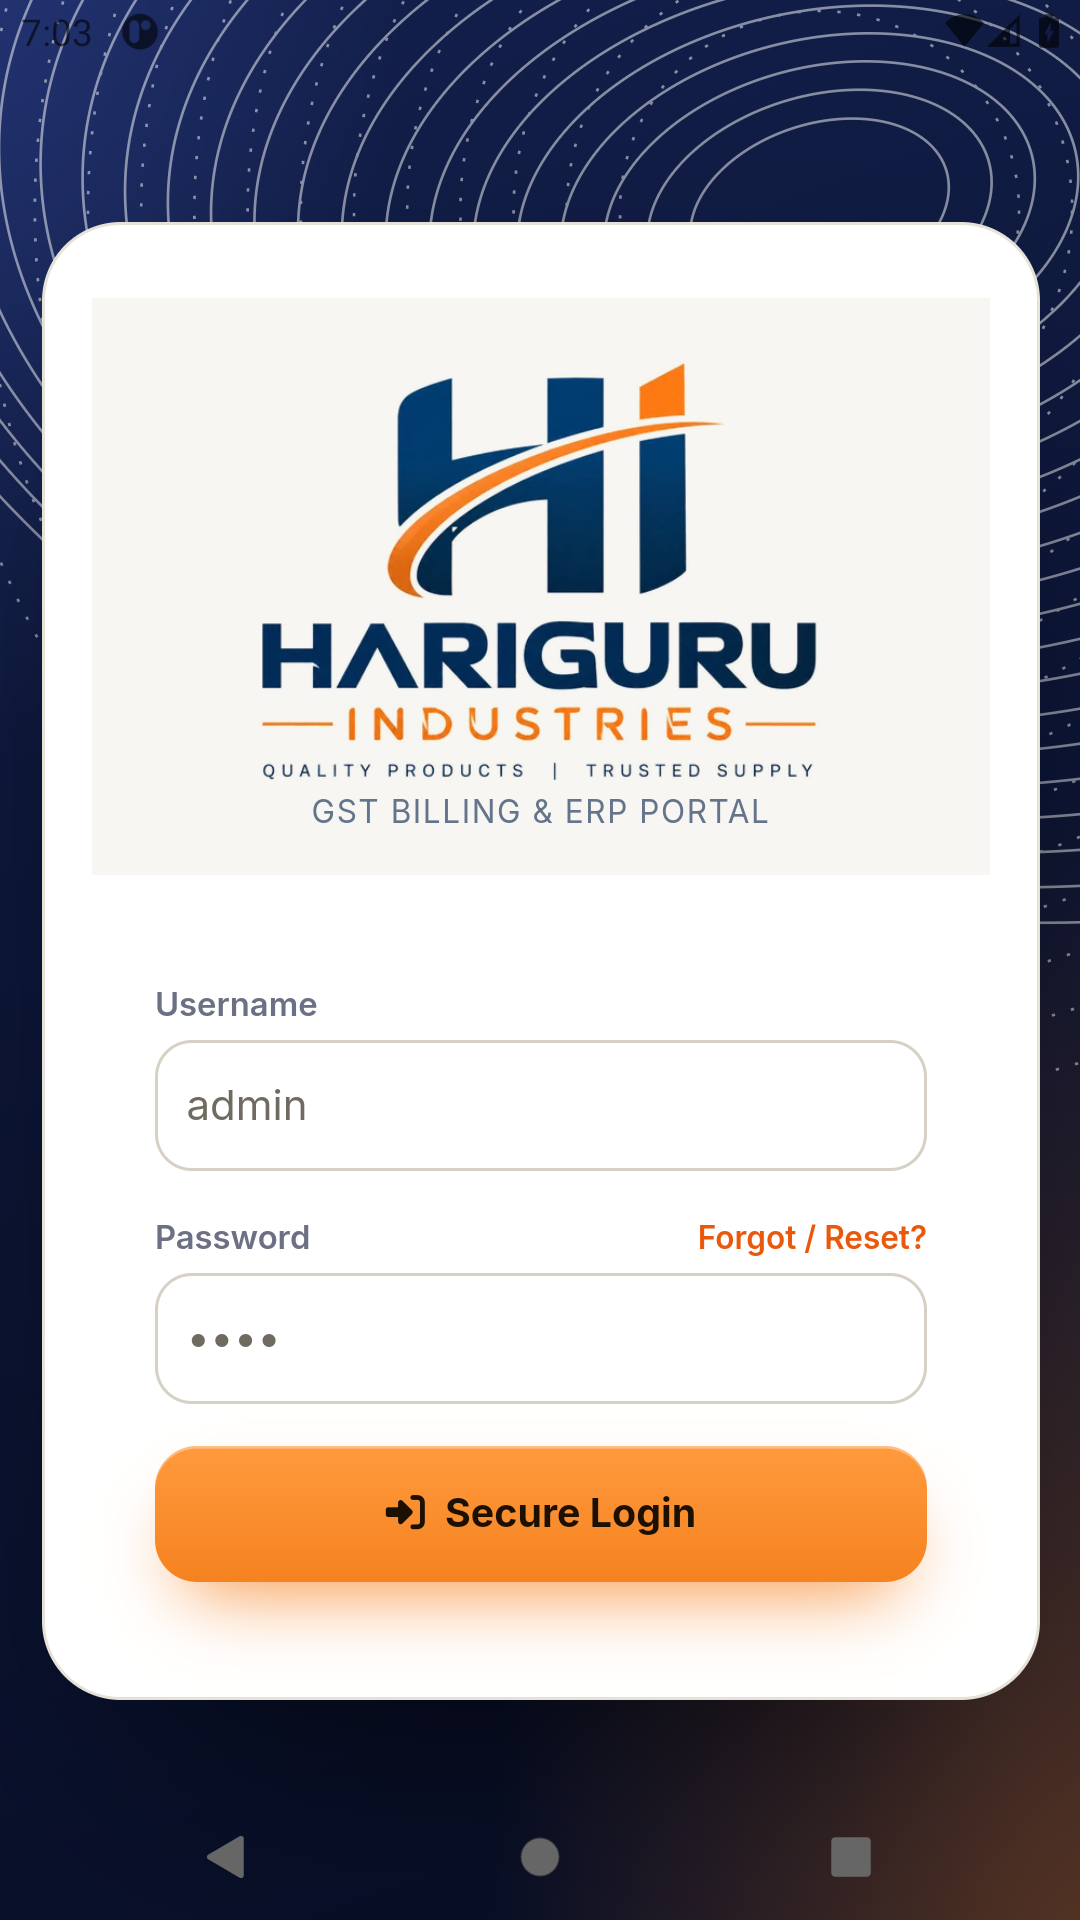 7:03
HARIGURU
INDUSTRIES
QUALITY PRODUCTS | TRUSTED SUPPLY
GST BILLING & ERP PORTAL
Username
admin
Password
Forgot / Reset?
••••
Secure Login